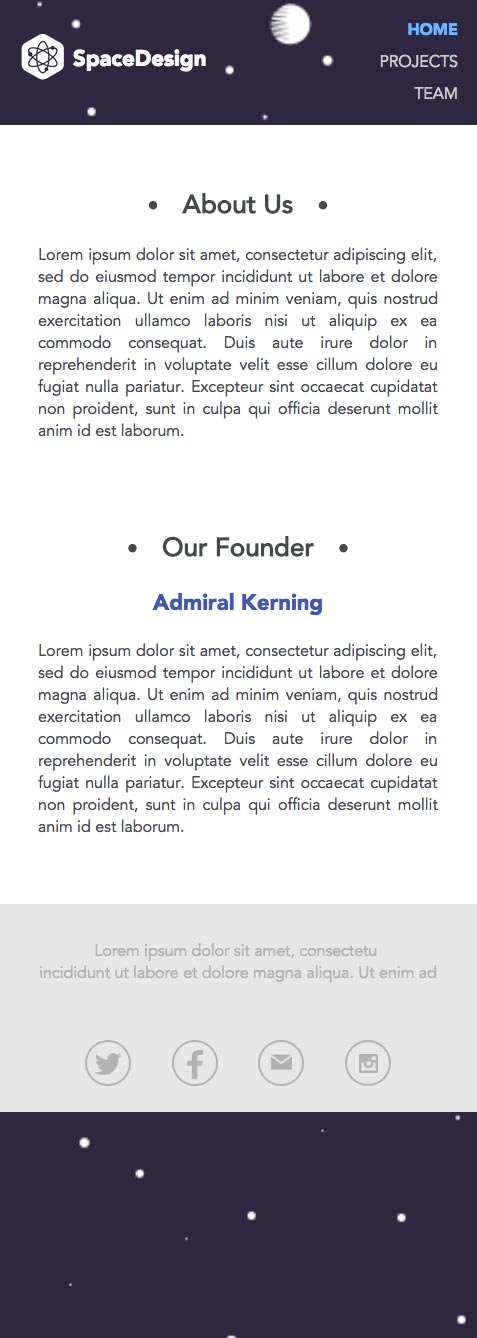 HOME
SpaceDesign
PROJECTS
TEAM
• About Us •
Lorem ipsum dolor sit amet, consectetur adipiscing elit,
sed do eiusmod tempor incididunt ut labore et dolore
magna aliqua. Ut enim ad minim veniam, quis nostrud
exercitation ullamco laboris nisi ut aliquip ex ea
commodo consequat. Duis aute irure dolor in
reprehenderit in voluptate velit esse cillum dolore eu
fugiat nulla pariatur. Excepteur sint occaecat cupidatat
non proident, sunt in culpa qui officia deserunt mollit
anim id est laborum.
• Our Founder •
Admiral Kerning
Lorem ipsum dolor sit amet, consectetur adipiscing elit,
sed do eiusmod tempor incididunt ut labore et dolore
magna aliqua. Ut enim ad minim veniam, quis nostrud
exercitation ullamco laboris nisi ut aliquip ex ea
commodo consequat. Duis aute irure dolor in
reprehenderit in voluptate velit esse cillum dolore eu
fugiat nulla pariatur. Excepteur sint occaecat cupidatat
non proident, sunt in culpa qui officia deserunt mollit
anim id est laborum.
Lorem ipsum dolor sit amet, consectetu
incididunt ut labore et dolore magna aliqua. Ut enim ad